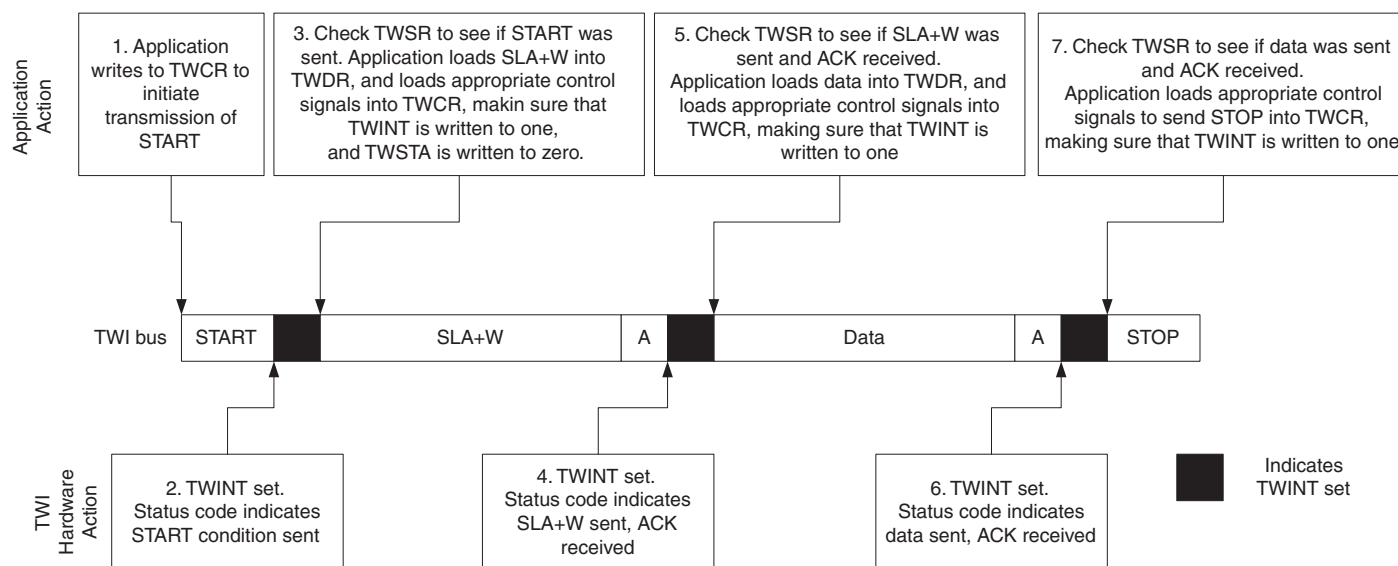 Application
Action
1. Application
writes to TWCR to
initiate
transmission of
START
3. Check TWSR to see if START was
sent. Application loads SLA+W into
TWDR, and loads appropriate control
signals into TWCR, makin sure that
TWINT is written to one,
and TWSTA is written to zero.
5. Check TWSR to see if SLA+W was
sent and ACK received.
Application loads data into TWDR, and
loads appropriate control signals into
TWCR, making sure that TWINT is
written to one
7. Check TWSR to see if data was sent
and ACK received.
Application loads appropriate control
signals to send STOP into TWCR,
making sure that TWINT is written to one
TWI bus
START
SLA+W
A
Data
A
STOP
TWI
Hardware
Action
2. TWINT set.
Status code indicates
START condition sent
4. TWINT set.
Status code indicates
SLA+W sent, ACK
received
6. TWINT set.
Status code indicates
data sent, ACK received
Indicates
TWINT set